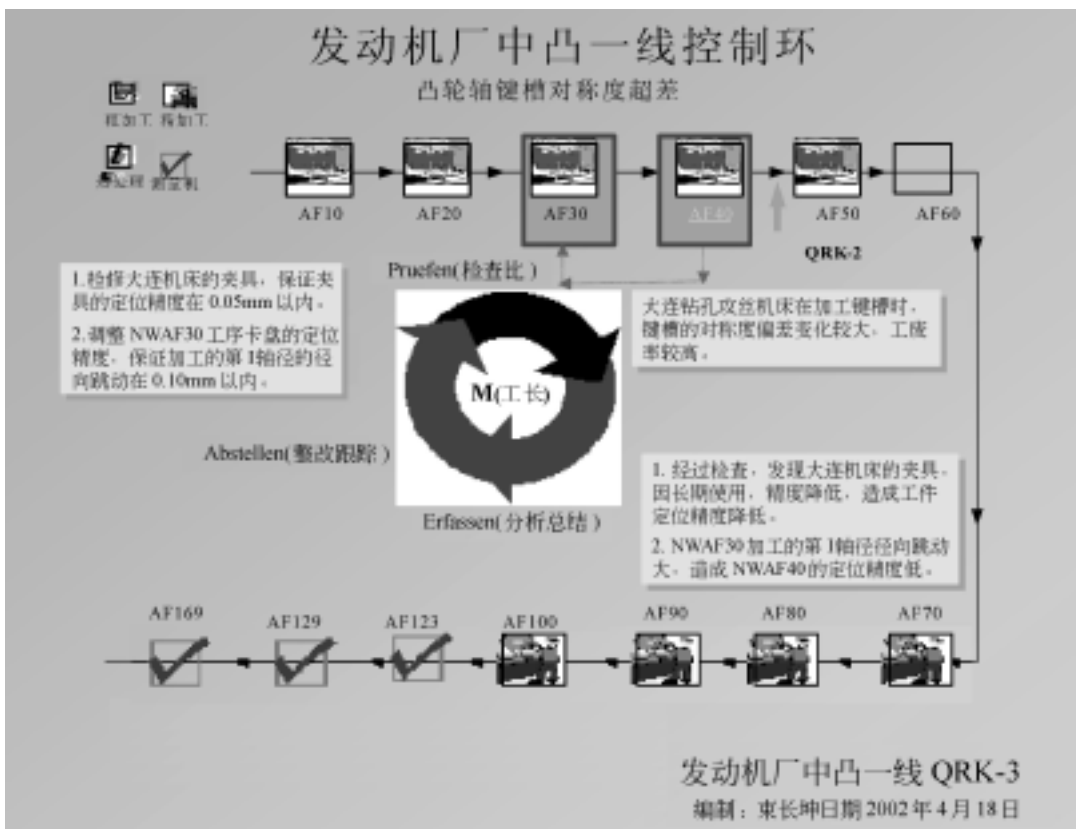 发动机厂中凸一线控制环
凸轮轴键槽对称度超差
粗加工 精加工
热处理 测量机
AF10
AF20
AF30
AF40
AF50
AF60
QRK-2
Pruefen(检查比)
1.检修大连机床的夹具，保证夹
具的定位精度在0.05mm以内。
2.调整NWAF30工序卡盘的定位
精度，保证加工的第1轴径的径
向跳动在0.10mm以内。
大连钻孔攻丝机床在加工键槽时，
键槽的对称度偏差变化较大，工废
率较高。
M(工长)
Abstellen(整改跟踪)
Erfassen(分析总结)
1. 经过检查，发现大连机床的夹具，
因长期使用，精度降低，造成工件
定位精度降低。
2. NWAF30加工的第1轴径径向跳动
大，造成NWAF40的定位精度低。
AF169
AF129
AF123
AF100
AF90
AF80
AF70
发动机厂中凸一线 QRK-3
编制：束长坤日期 2002年4月18日